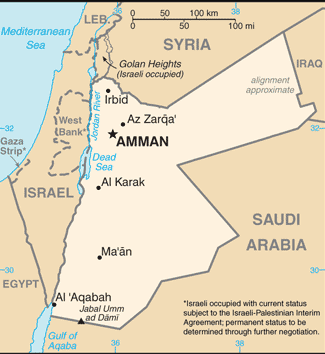 36
38
0 50 100 km
0 50 100 mi
LEB.
Mediterranean
Sea
SYRIA
Golan Heights
(Israeli occupied)
IRAQ
alignment
approximate
Irbid
Jordan River
Az Zarqa'
West
Bank*
32
32
AMMAN
Gaza
Strip*
Dead
Sea
Al Karak
ISRAEL
SAUDI
ARABIA
Ma'ān
30
30
EGYPT
Al 'Aqabah
Jabal Umm
ad Dāmī
Gulf of
Aqaba
36
38
*Israeli occupied with current status
subject to the Israeli-Palestinian Interim
Agreement; permanent status to be
determined through further negotiation.